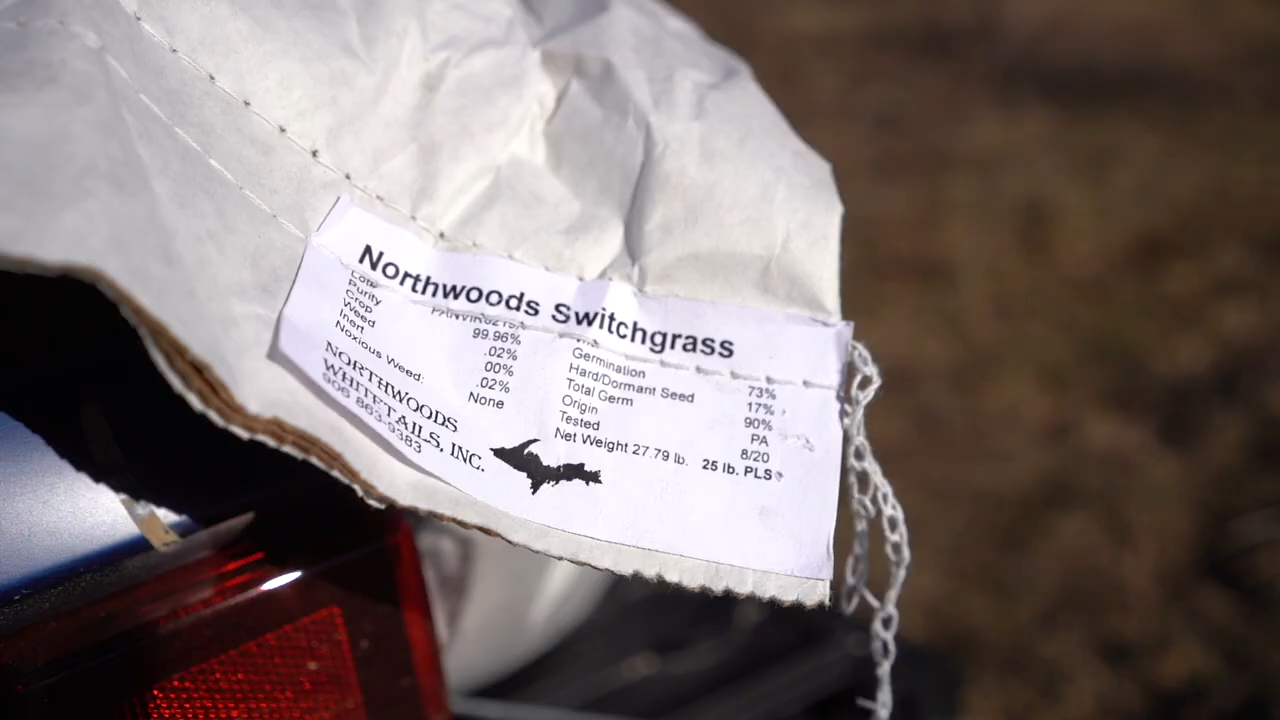 Northwoods Switchgrass
Lot#
Purity 99.96%
Crop .02%
Weed 00%
Inert .02%
Noxious Weed: None
Germination 73%
Hard/Dormant Seed 17%
Total Germ 90%
Origin PA
Tested 8/20
Net Weight 27.79 lb. 25 lb. PLS
NORTHWOODS
WHITETAILS, INC.
906 863-9383